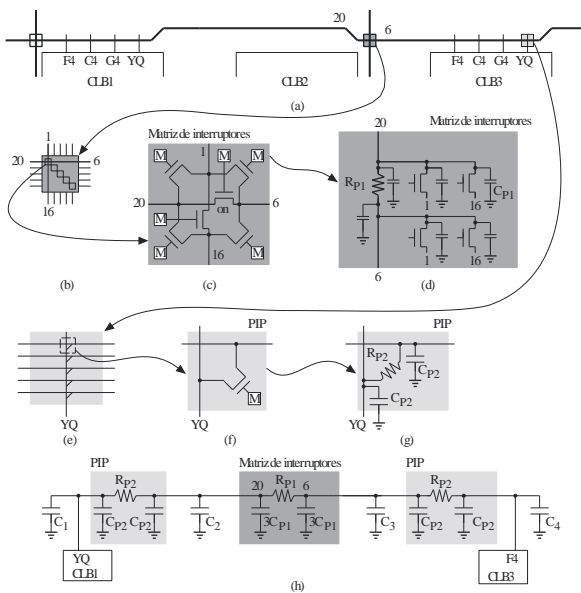 20
6
F4 C4 G4 YQ
F4 C4 G4 YQ
CLB1
CLB2
CLB3
(a)
Matriz de interruptores
Matriz de interruptores
1
20
6
16
(b)
M
1
M
M
20
on
6
M
M
16
M
(c)
20
RP1
1
16
CP1
6
1
16
(d)
YQ
(e)
PIP
M
YQ
(f)
PIP
RP2
CP2
CP2
YQ
(g)
PIP
Matriz de interruptores
PIP
RP2
20
RP1
6
RP2
C1
CP2
CP2
C2
3CP1
3CP1
C3
CP2
CP2
C4
YQ
CLB1
F4
CLB3
(h)